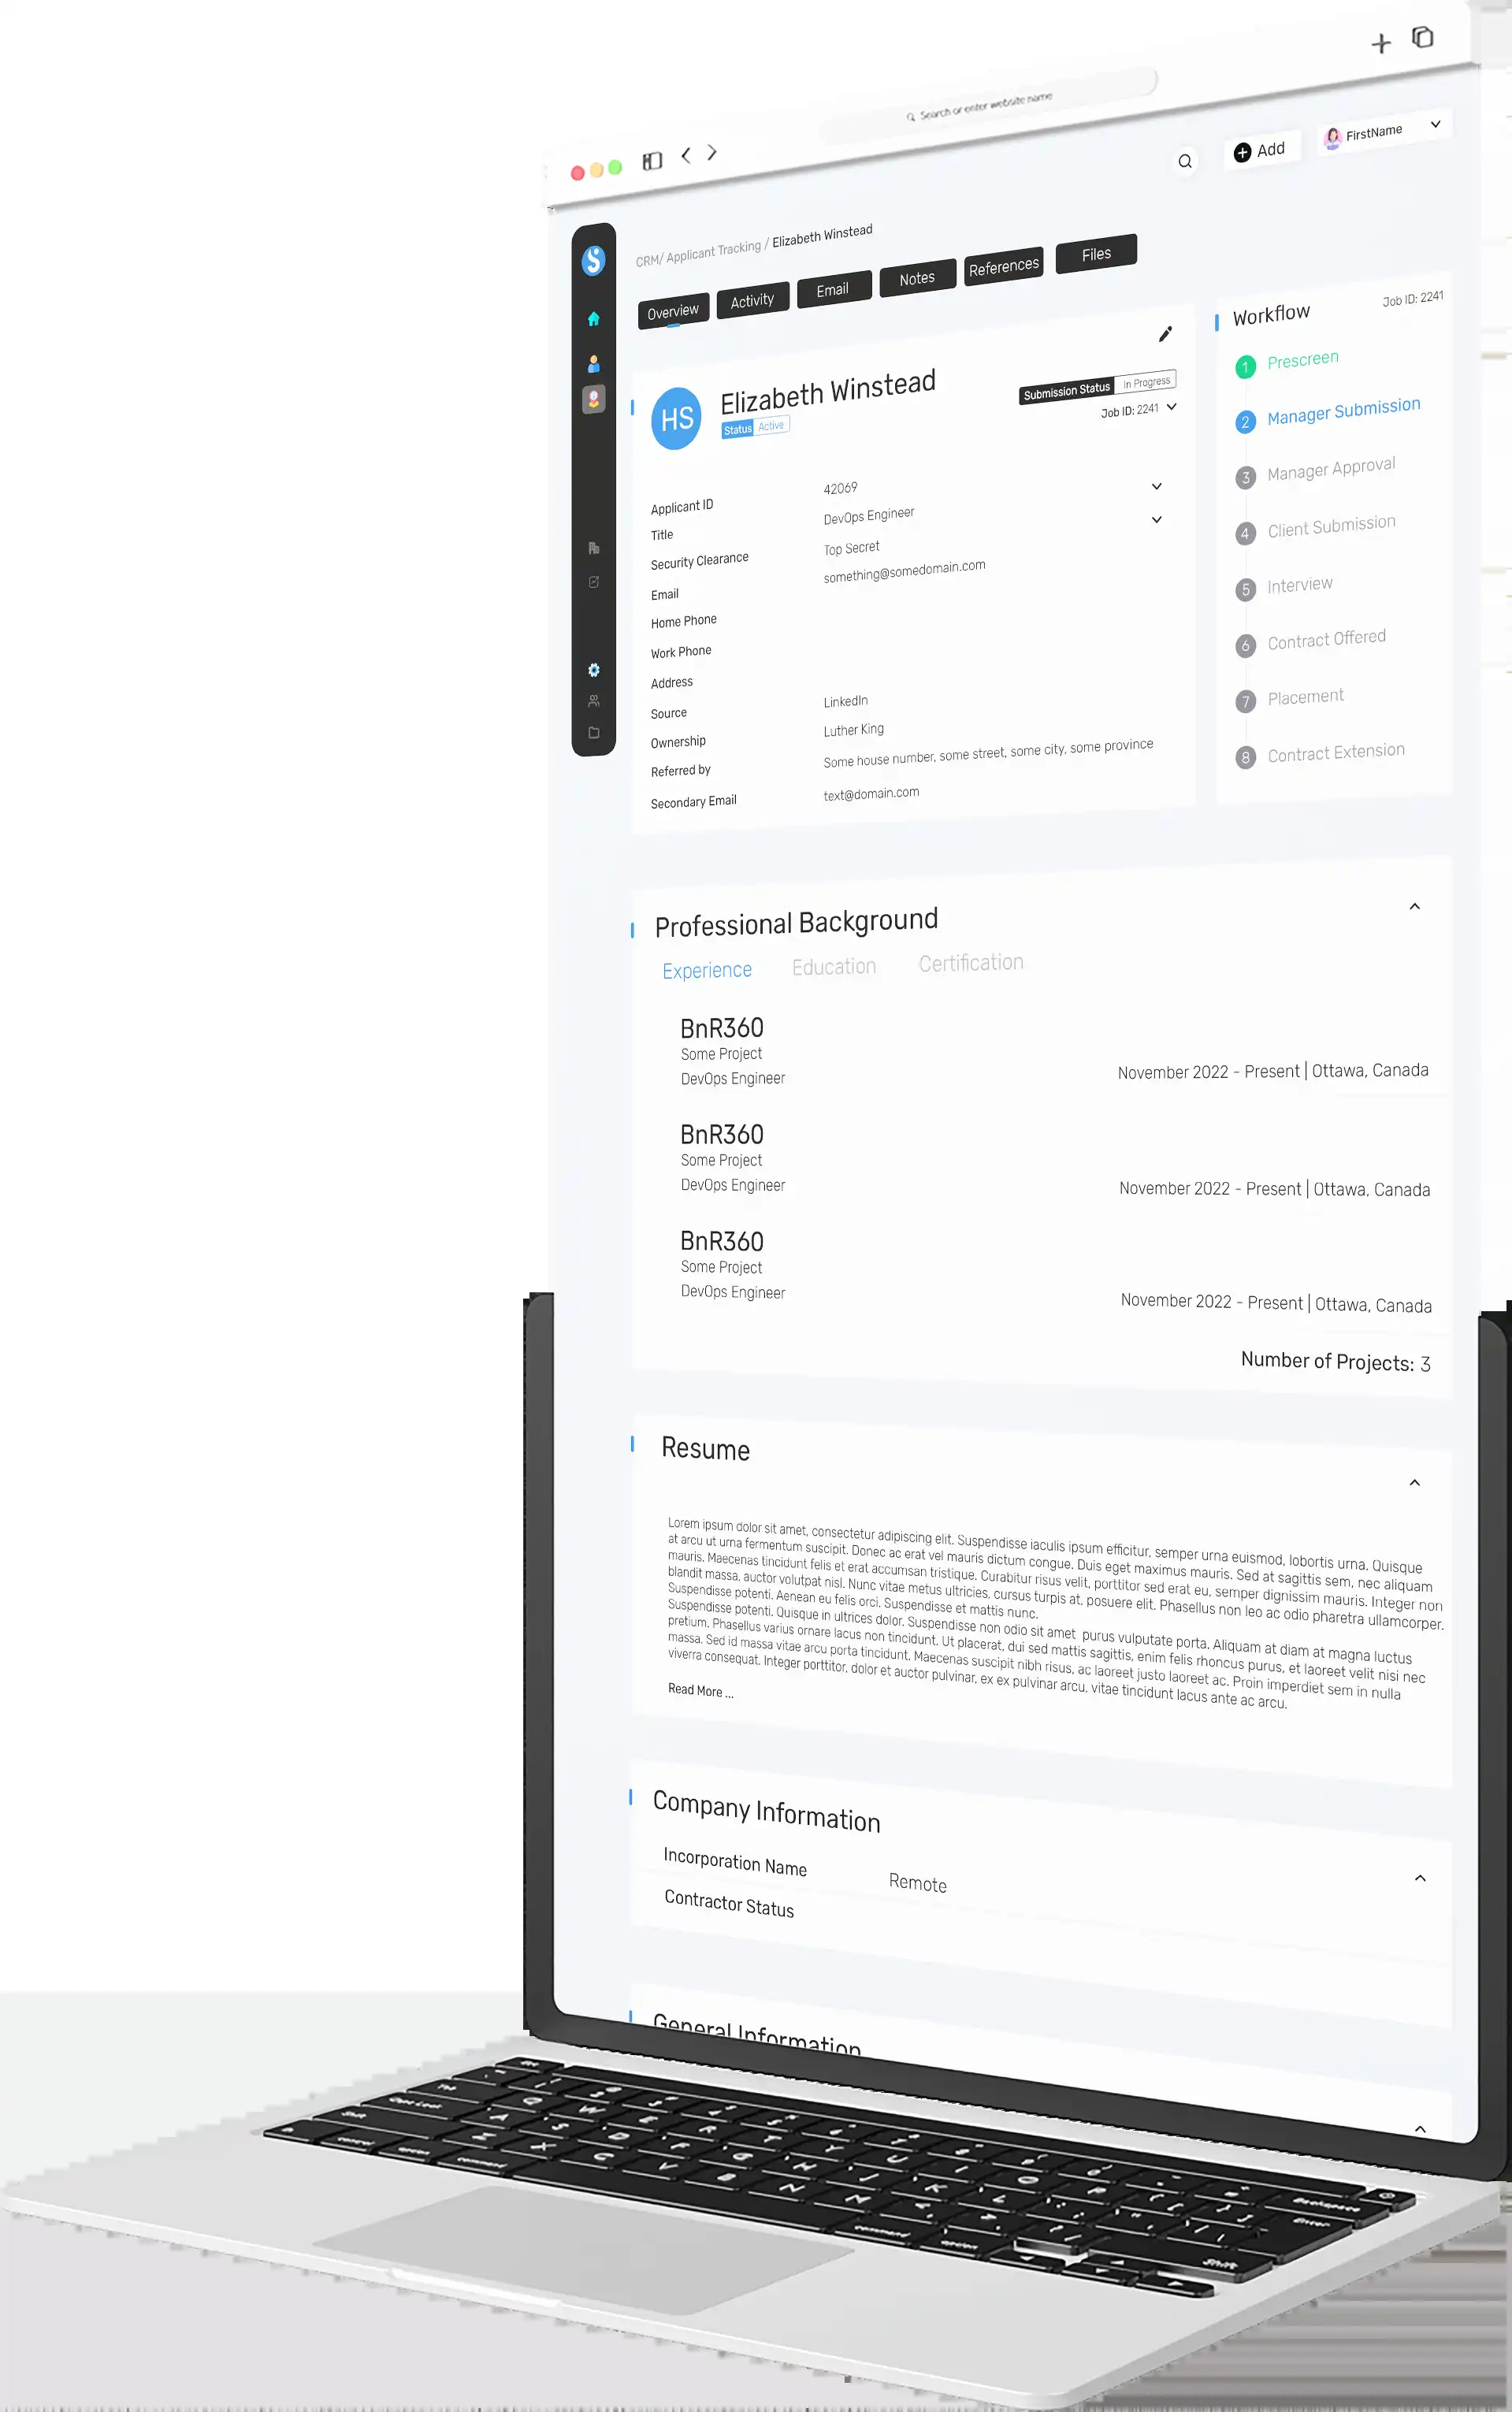 Search or enter website name
Add
FirstName
CRM/ Applicant Tracking / Elizabeth Winstead
Overview
Activity
Email
Notes
References
Files
HS
Elizabeth Winstead
Status Active
Submission Status In Progress
Job ID: 2241
Applicant ID 42069
Title DevOps Engineer
Security Clearance Top Secret
Email something@somedomain.com
Home Phone
Work Phone
Address
Source LinkedIn
Ownership Luther King
Referred by Some house number, some street, some city, some province
Secondary Email text@domain.com
Workflow
Job ID: 2241
1 Prescreen
2 Manager Submission
3 Manager Approval
4 Client Submission
5 Interview
6 Contract Offered
7 Placement
8 Contract Extension
Professional Background
Experience Education Certification
BnR360
Some Project
DevOps Engineer
November 2022 - Present | Ottawa, Canada
BnR360
Some Project
DevOps Engineer
November 2022 - Present | Ottawa, Canada
BnR360
Some Project
DevOps Engineer
November 2022 - Present | Ottawa, Canada
Number of Projects: 3
Resume
Lorem ipsum dolor sit amet, consectetur adipiscing elit. Suspendisse iaculis ipsum efficitur, semper urna euismod, lobortis urna. Quisque
at arcu ut urna fermentum suscipit. Donec ac erat vel mauris dictum congue. Duis eget maximus mauris. Sed at sagittis sem, nec aliquam
mauris. Maecenas tincidunt felis et erat accumsan tristique. Curabitur risus velit, porttitor sed erat eu, semper dignissim mauris. Integer non
blandit massa, auctor volutpat nisl. Nunc vitae metus ultricies, cursus turpis at, posuere elit. Phasellus non leo ac odio pharetra ullamcorper.
Suspendisse potenti. Aenean eu felis orci. Suspendisse et mattis nunc.
Suspendisse potenti. Quisque in ultrices dolor. Suspendisse non odio sit amet purus vulputate porta. Aliquam at diam at magna luctus
pretium. Phasellus varius ornare lacus non tincidunt. Ut placerat, dui sed mattis sagittis, enim felis rhoncus purus, et laoreet velit nisi nec
massa. Sed id massa vitae arcu porta tincidunt. Maecenas suscipit nibh risus, ac laoreet justo laoreet ac. Proin imperdiet sem in nulla
viverra consequat. Integer porttitor, dolor et auctor pulvinar, ex ex pulvinar arcu, vitae tincidunt lacus ante ac arcu.
Read More ...
Company Information
Incorporation Name Remote
Contractor Status
General Information
Q W E R T Y U I
A S D F G H J K L
Z X C V B N
Backspace
Enter
Shift
command
option
command